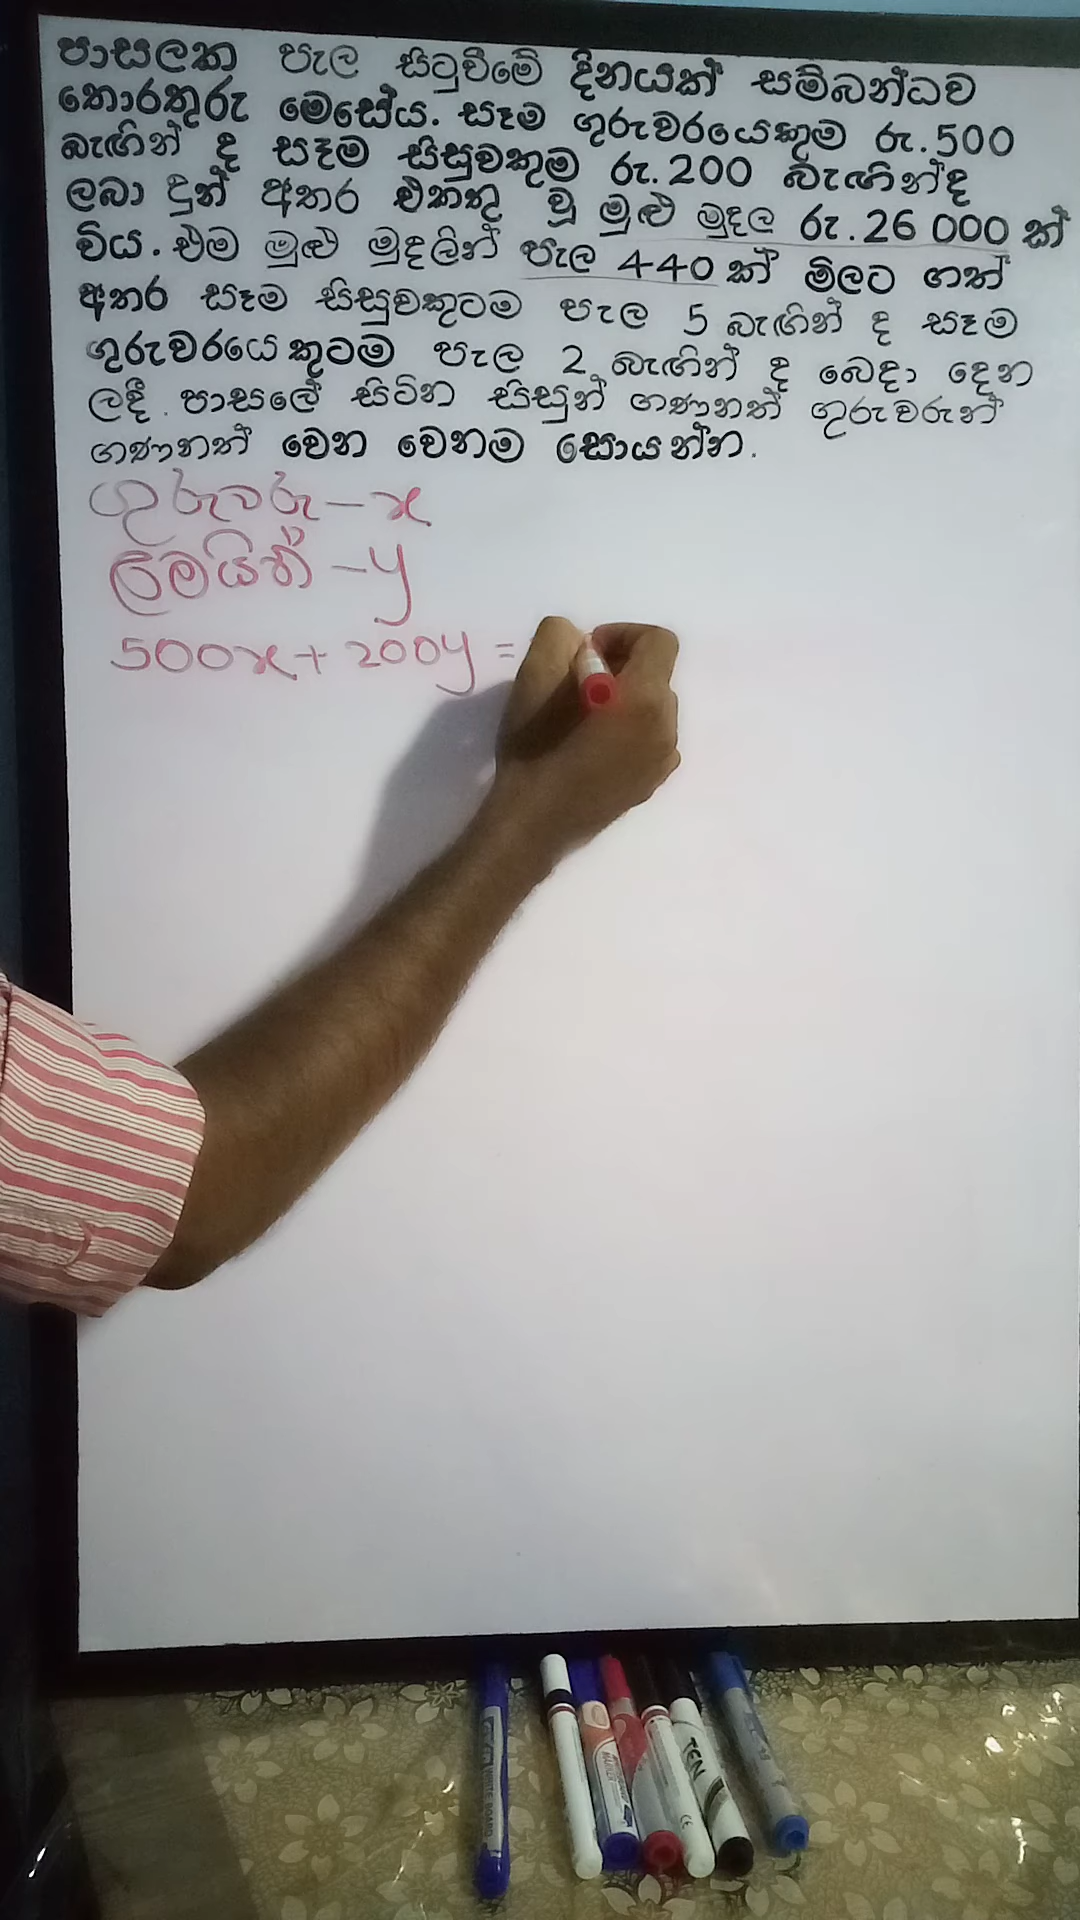 පාසලක පැල සිටුවීමේ දිනයක් සම්බන්ධව
තොරතුරු මෙසේය. සෑම ගුරුවරයෙකුම රු.500
බැඟින් ද සෑම සිසුවකුම රු.200 බැඟින්ද
ලබා දුන් අතර එකතු වූ මුළු මුදල රු.26 000 ක්
විය. එම මුළු මුදලින් පැල 440 ක් මිලට ගත්
අතර සෑම සිසුවකුටම පැල 5 බැඟින් ද සෑම
ගුරුවරයෙකුටම පැල 2 බැඟින් ද බෙදා දෙන
ලදී. පාසලේ සිටින සිසුන් ගණනත් ගුරුවරුන්
ගණනත් වෙන වෙනම සොයන්න.
ගුරුවරු - x
ළමයින් - y
500x + 200y =
TEN